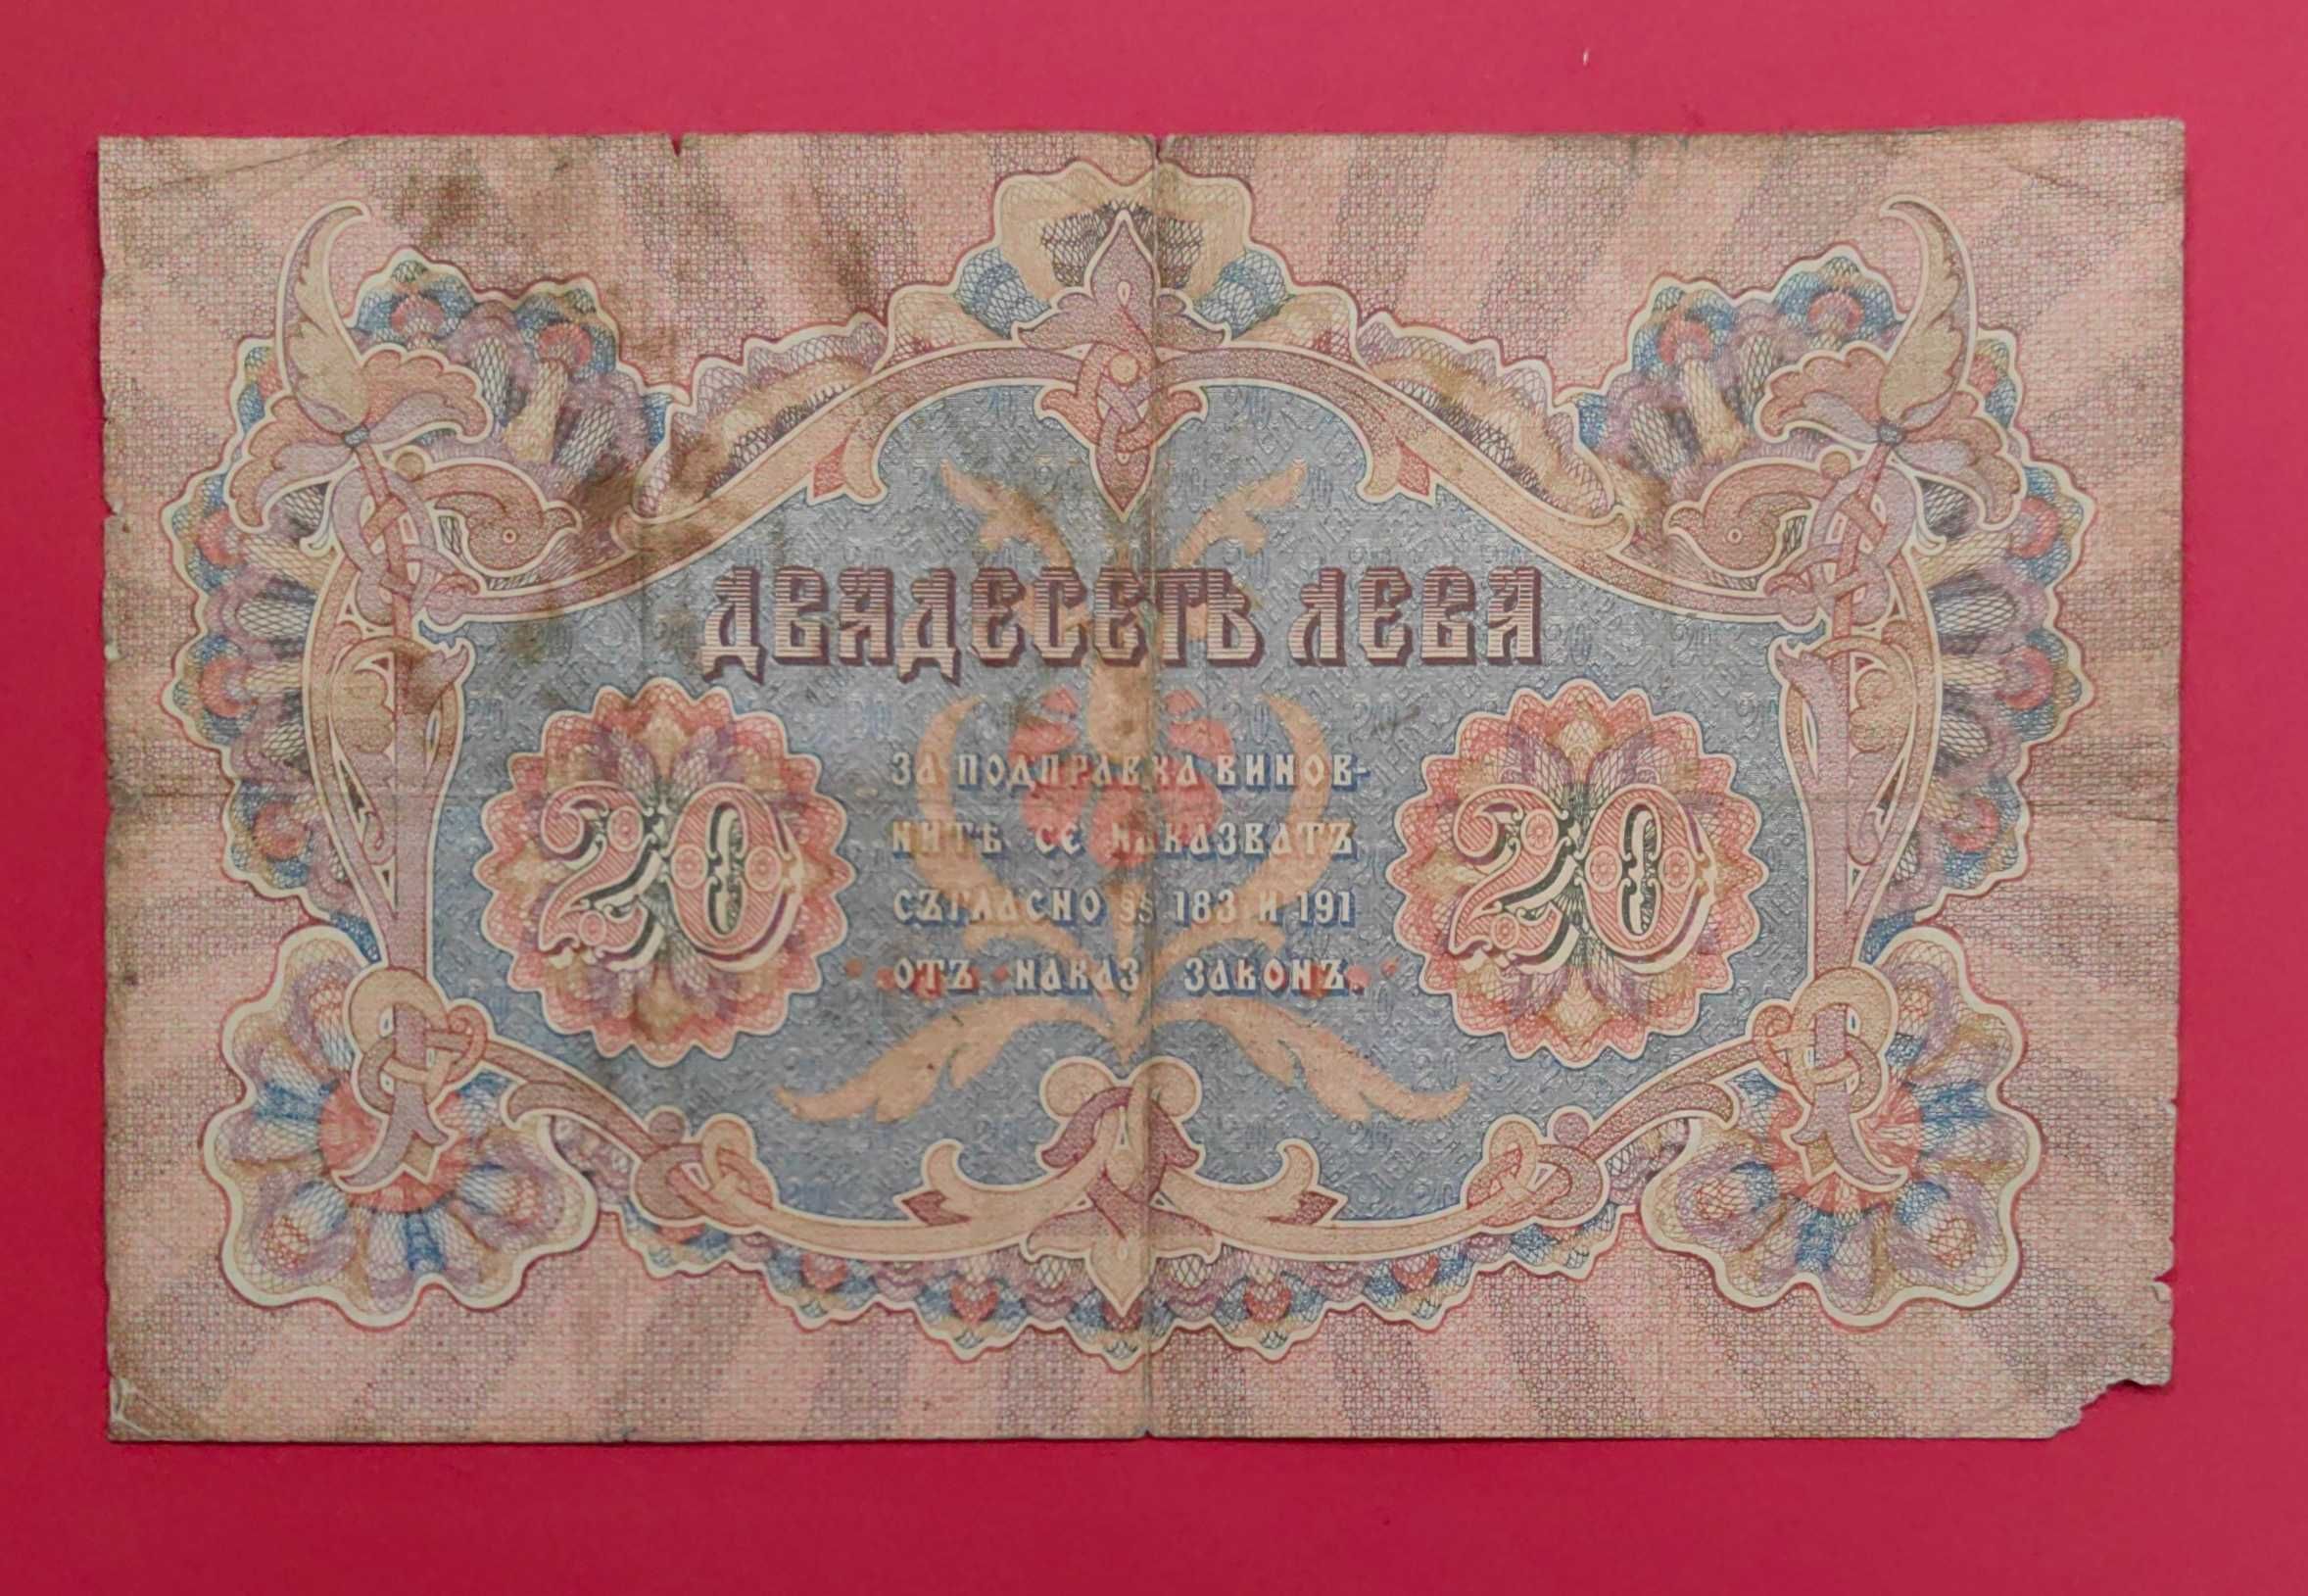 ДВАДЕСЕТЬ ЛЕВА
ЗА ПОДПРАВКА ВИНОВ-
НИТѢ СЕ НАКАЗВАТЪ
СЪГЛАСНО §§ 183 И 191
ОТЪ НАКАЗ ЗАКОНЪ.
20
20